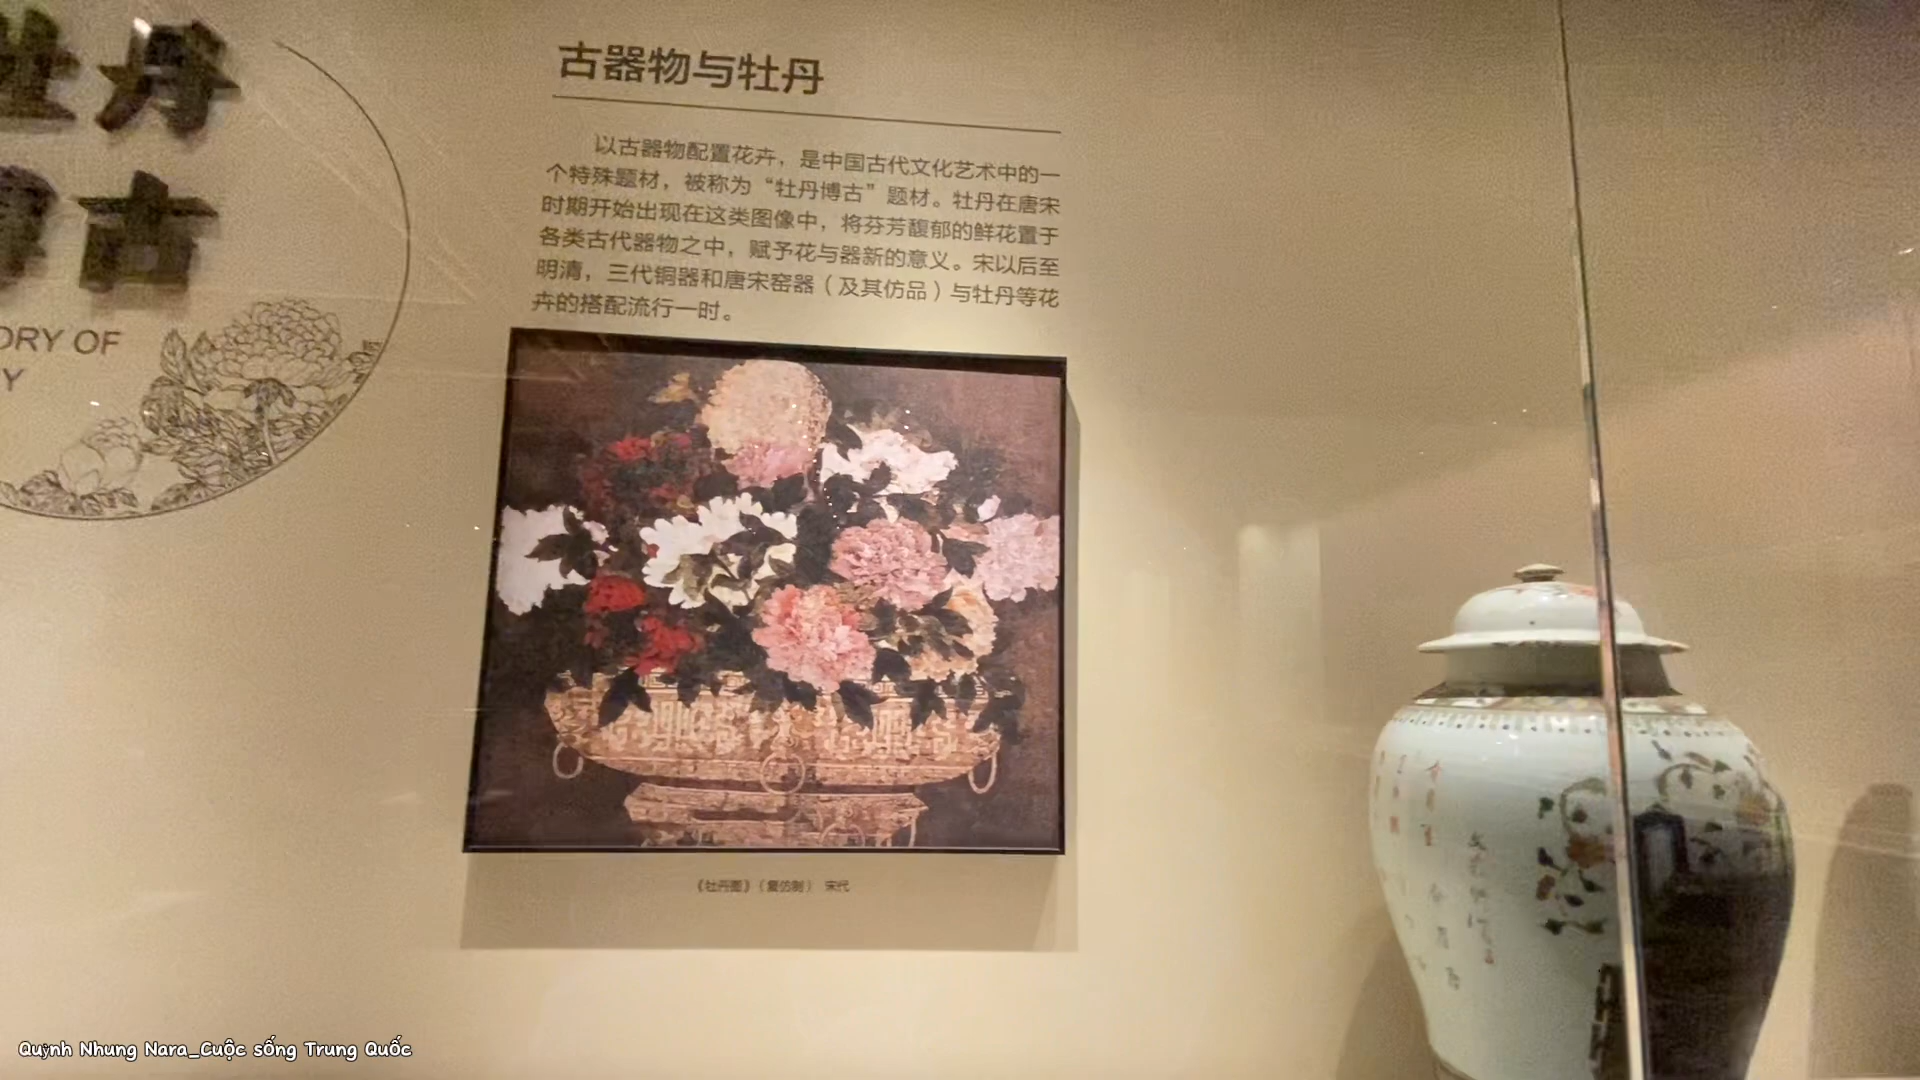 牡丹
博古
ORY OF
Y
古器物与牡丹
以古器物配置花卉，是中国古代文化艺术中的一
个特殊题材，被称为“牡丹博古”题材。牡丹在唐宋
时期开始出现在这类图像中，将芬芳馥郁的鲜花置于
各类古代器物之中，赋予花与器新的意义。宋以后至
明清，三代铜器和唐宋窑器（及其仿品）与牡丹等花
卉的搭配流行一时。
《牡丹图》（复仿制） 宋代
Quỳnh Nhung Nara_Cuộc sống Trung Quốc